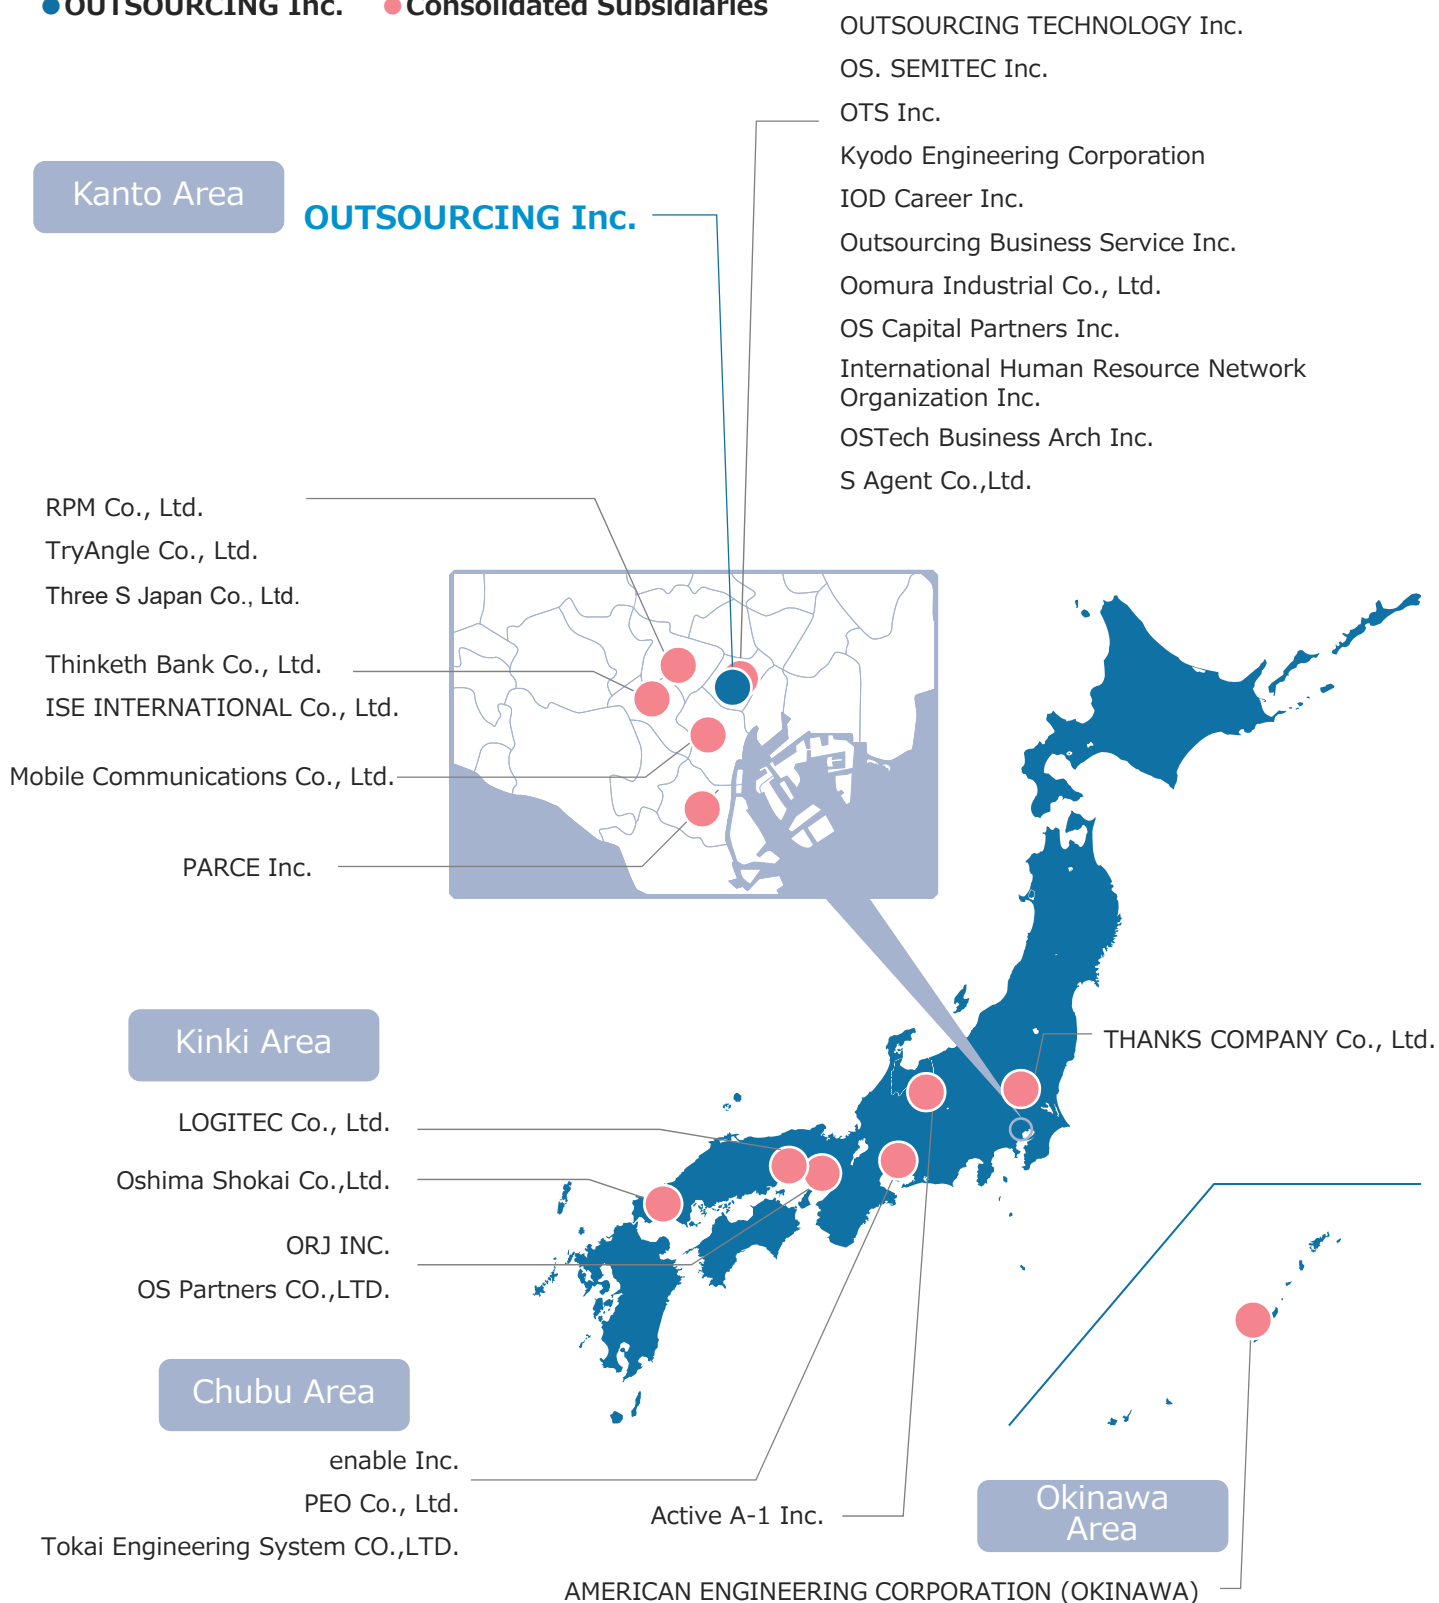 ●OUTSOURCING Inc. ●Consolidated Subsidiaries
OUTSOURCING TECHNOLOGY Inc.
OS. SEMITEC Inc.
OTS Inc.
Kyodo Engineering Corporation
IOD Career Inc.
Outsourcing Business Service Inc.
Oomura Industrial Co., Ltd.
OS Capital Partners Inc.
International Human Resource Network
Organization Inc.
OSTech Business Arch Inc.
S Agent Co.,Ltd.
Kanto Area
OUTSOURCING Inc.
RPM Co., Ltd.
TryAngle Co., Ltd.
Three S Japan Co., Ltd.
Thinketh Bank Co., Ltd.
ISE INTERNATIONAL Co., Ltd.
Mobile Communications Co., Ltd.
PARCE Inc.
THANKS COMPANY Co., Ltd.
Kinki Area
LOGITEC Co., Ltd.
Oshima Shokai Co.,Ltd.
ORJ INC.
OS Partners CO.,LTD.
Chubu Area
enable Inc.
PEO Co., Ltd.
Tokai Engineering System CO.,LTD.
Active A-1 Inc.
Okinawa
Area
AMERICAN ENGINEERING CORPORATION (OKINAWA)